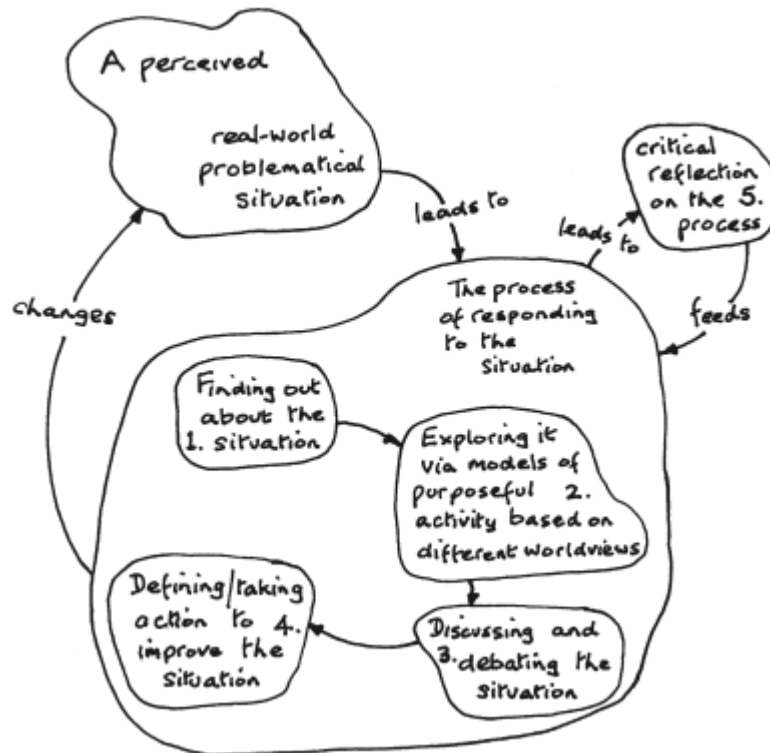 A perceived
real-world
problematical
situation
leads to
critical
reflection
on the 5.
process
leads to
feeds
changes
The process
of responding
to the
situation
Finding out
about the
1. situation
Exploring it
via models of
purposeful 2.
activity based on
different worldviews
Discussing and
3. debating the
situation
Defining/taking
action to 4.
improve the
situation